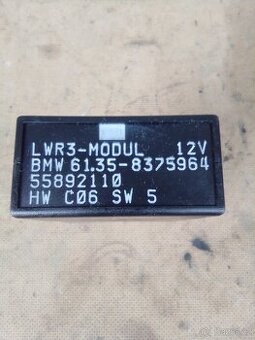 LWR3-MODUL 12V
BMW 61.35-8375964
55892110
HW C06 SW 5